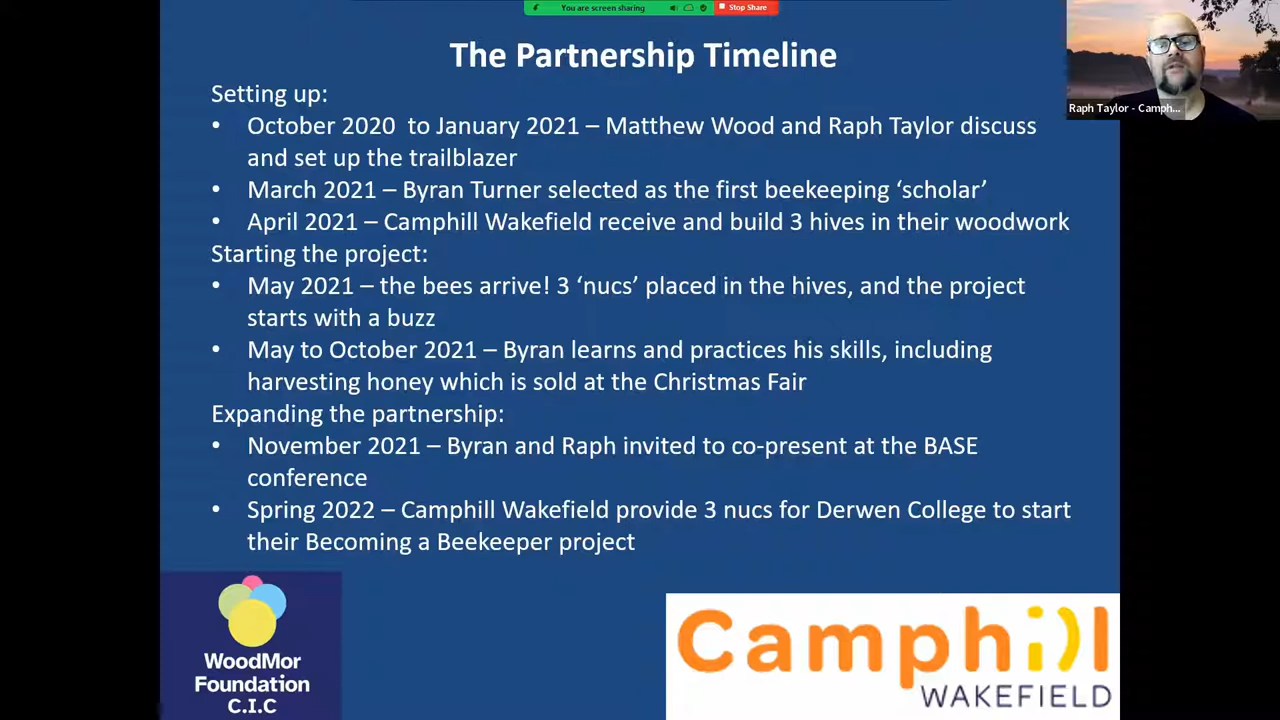 You are screen sharing
Stop Share
The Partnership Timeline
Raph Taylor - Camph...
Setting up:
• October 2020 to January 2021 – Matthew Wood and Raph Taylor discuss
and set up the trailblazer
• March 2021 – Byran Turner selected as the first beekeeping ‘scholar’
• April 2021 – Camphill Wakefield receive and build 3 hives in their woodwork
Starting the project:
• May 2021 – the bees arrive! 3 ‘nucs’ placed in the hives, and the project
starts with a buzz
• May to October 2021 – Byran learns and practices his skills, including
harvesting honey which is sold at the Christmas Fair
Expanding the partnership:
• November 2021 – Byran and Raph invited to co-present at the BASE
conference
• Spring 2022 – Camphill Wakefield provide 3 nucs for Derwen College to start
their Becoming a Beekeeper project
WoodMor
Foundation
C.I.C
Camphill
WAKEFIELD